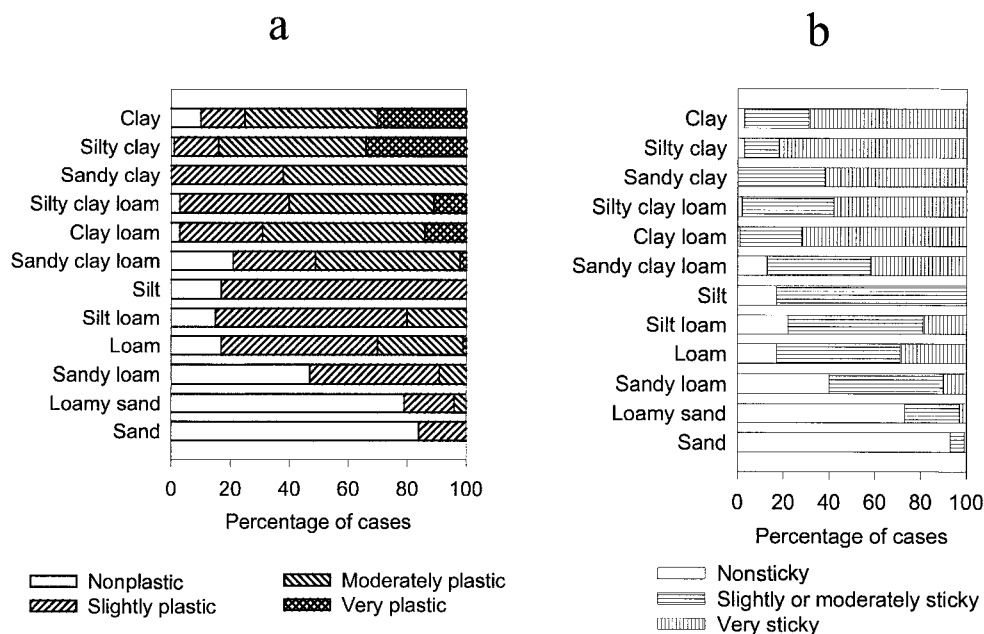 a
Clay
Silty clay
Sandy clay
Silty clay loam
Clay loam
Sandy clay loam
Silt
Silt loam
Loam
Sandy loam
Loamy sand
Sand
0 20 40 60 80 100
Percentage of cases
Nonplastic
Slightly plastic
Moderately plastic
Very plastic
b
Clay
Silty clay
Sandy clay
Silty clay loam
Clay loam
Sandy clay loam
Silt
Silt loam
Loam
Sandy loam
Loamy sand
Sand
0 20 40 60 80 100
Percentage of cases
Nonsticky
Slightly or moderately sticky
Very sticky